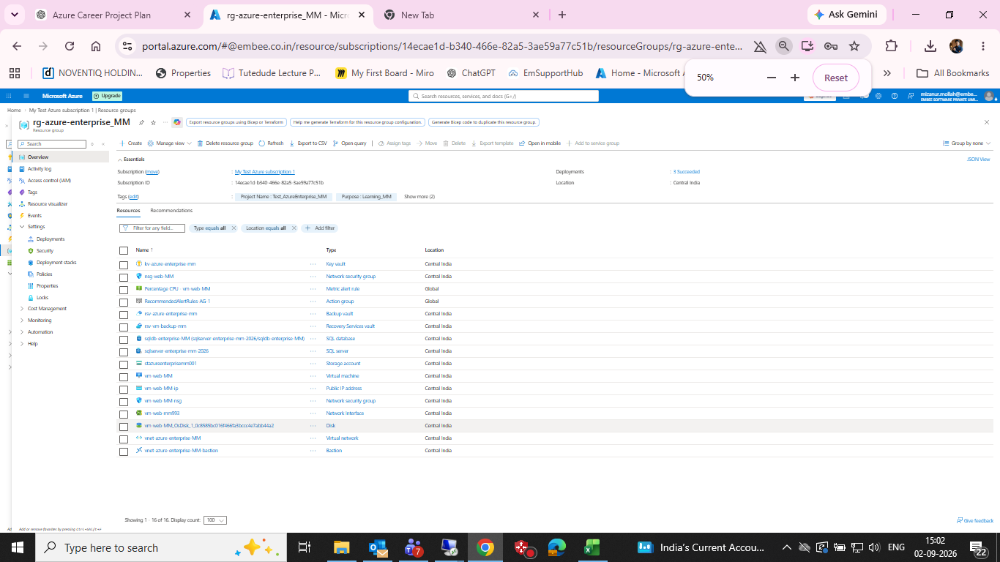 Azure Career Project Plan
rg-azure-enterprise_MM - Micro
New Tab
Ask Gemini
portal.azure.com/#@embee.co.in/resource/subscriptions/14ecae1d-b340-466e-82a5-3ae59a77c51b/resourceGroups/rg-azure-ente...
NOVENTIQ HOLDIN...
Properties
Tutedude Lecture P...
My First Board - Miro
ChatGPT
EmSupportHub
Home - Microsoft A
All Bookmarks
50%
Reset
Microsoft Azure
Upgrade
Search resources, services, and docs (G+/)
mizanur.mollah@embe...
Home > My Test Azure subscription 1 | Resource groups
rg-azure-enterprise_MM
Resource group
Export resource groups using Bicep or Terraform
Help me generate Terraform for this resource group configuration.
Generate Bicep code to duplicate this resource group.
Search
Create
Manage view
Delete resource group
Refresh
Export to CSV
Open query
Assign tags
Move
Delete
Export template
Open in mobile
Add to service group
Group by none
Overview
Activity log
Access control (IAM)
Tags
Resource visualizer
Events
Settings
Deployments
Security
Deployment stacks
Policies
Properties
Locks
Cost Management
Monitoring
Automation
Help
Essentials
JSON View
Subscription (move) : My Test Azure subscription 1
Deployments : 3 Succeeded
Subscription ID : 14ecae1d-b340-466e-82a5-3ae59a77c51b
Location : Central India
Tags (edit) : Project Name : Test_AzureEnterprise_MM Purpose : Learning_MM Show more (2)
Resources Recommendations
Filter for any field...
Type equals all
Location equals all
Add filter
Name ↑ Type Location
kv-azure-enterprise-mm Key vault Central India
nsg-web-MM Network security group Central India
Percentage CPU - vm-web-MM Metric alert rule Global
RecommendedAlertRules-AG-1 Action group Global
rsv-azure-enterprise-mm Backup vault Central India
rsv-vm-backup-mm Recovery Services vault Central India
sqldb-enterprise-MM (sqlserver-enterprise-mm-2026/sqldb-enterprise-MM) SQL database Central India
sqlserver-enterprise-mm-2026 SQL server Central India
stazureenterprisemm001 Storage account Central India
vm-web-MM Virtual machine Central India
vm-web-MM-ip Public IP address Central India
vm-web-MM-nsg Network security group Central India
vm-web-mm993 Network Interface Central India
vm-web-MM_OsDisk_1_0c8585bc016f466fa3bccc4e7abb44a2 Disk Central India
vnet-azure-enterprise-MM Virtual network Central India
vnet-azure-enterprise-MM-bastion Bastion Central India
Showing 1 - 16 of 16. Display count: 100
Give feedback
Add or remove favorites by pressing Ctrl+Shift+F
Type here to search
India's Current Accou...
ENG
15:02
02-09-2026
7
22